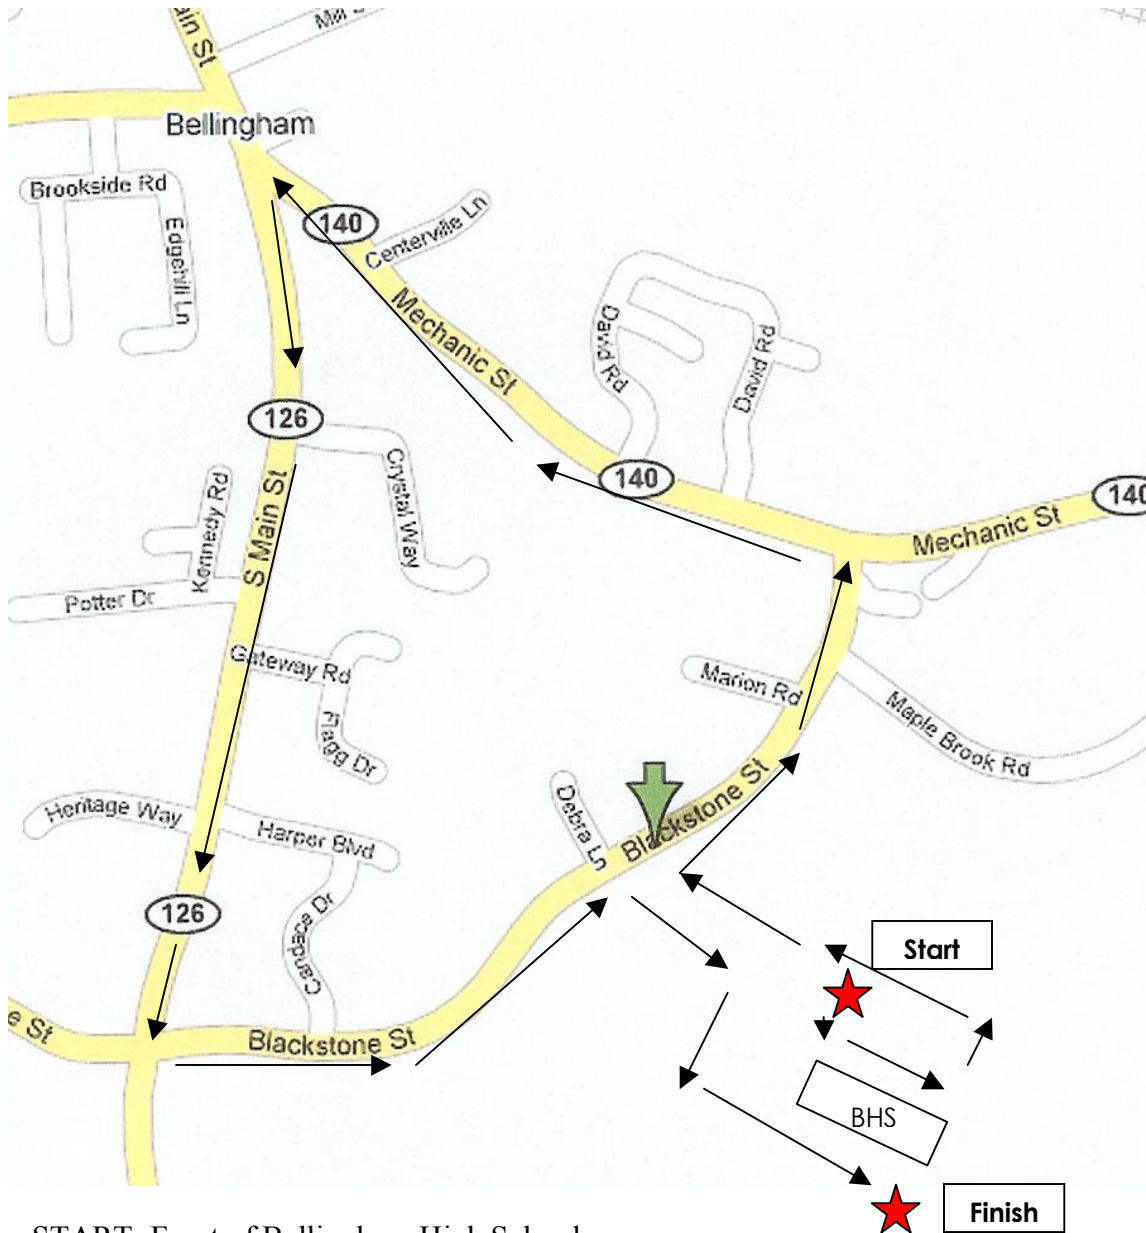 Bellingham
Brookside Rd
Edgehill Ln
140
Centerville Ln
Mechanic St
David Rd
David Rd
126
Crystal Way
140
140
Mechanic St
Kennedy Rd
S Main St
Potter Dr
Gateway Rd
Flagg Dr
Marion Rd
Maple Brook Rd
Heritage Way
Harper Blvd
Debra Ln
Blackstone St
126
Candace Dr
Start
Blackstone St
BHS
Finish